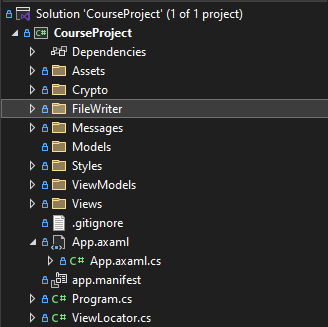 Solution 'CourseProject' (1 of 1 project)
CourseProject
Dependencies
Assets
Crypto
FileWriter
Messages
Models
Styles
ViewModels
Views
.gitignore
App.axaml
C# App.axaml.cs
app.manifest
C# Program.cs
C# ViewLocator.cs